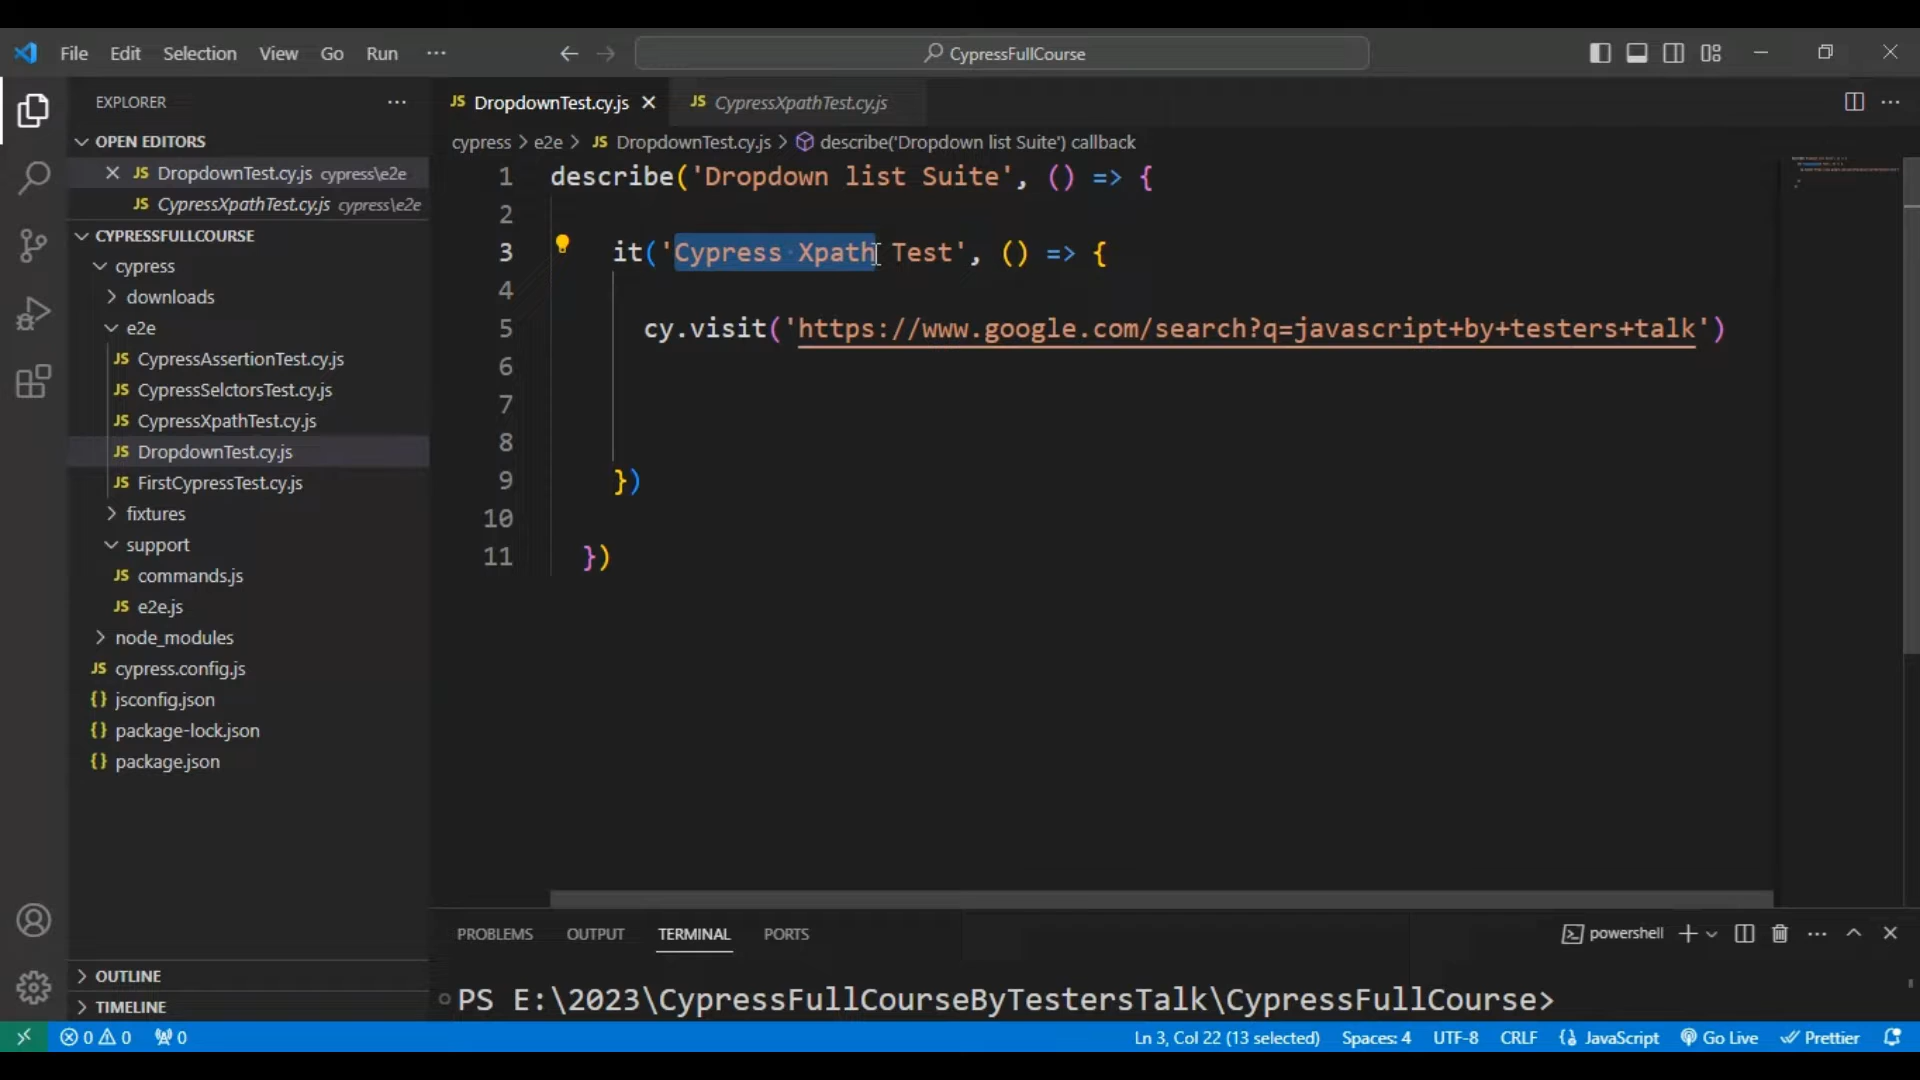 File Edit Selection View Go Run ··· CypressFullCourse
EXPLORER ···
OPEN EDITORS
JS DropdownTest.cy.js cypress\e2e
JS CypressXpathTest.cy.js cypress\e2e
CYPRESSFULLCOURSE
cypress
downloads
e2e
JS CypressAssertionTest.cy.js
JS CypressSelctorsTest.cy.js
JS CypressXpathTest.cy.js
JS DropdownTest.cy.js
JS FirstCypressTest.cy.js
fixtures
support
JS commands.js
JS e2e.js
node_modules
JS cypress.config.js
{} jsconfig.json
{} package-lock.json
{} package.json
OUTLINE
TIMELINE
JS DropdownTest.cy.js JS CypressXpathTest.cy.js
cypress > e2e > JS DropdownTest.cy.js > describe('Dropdown list Suite') callback
1 describe('Dropdown list Suite', () => {
2
3 it('Cypress Xpath Test', () => {
4
5 cy.visit('https://www.google.com/search?q=javascript+by+testers+talk')
6
7
8
9 })
10
11 })
PROBLEMS OUTPUT TERMINAL PORTS powershell
PS E:\2023\CypressFullCourseByTestersTalk\CypressFullCourse>
0 0 0 Ln 3, Col 22 (13 selected) Spaces: 4 UTF-8 CRLF JavaScript Go Live Prettier